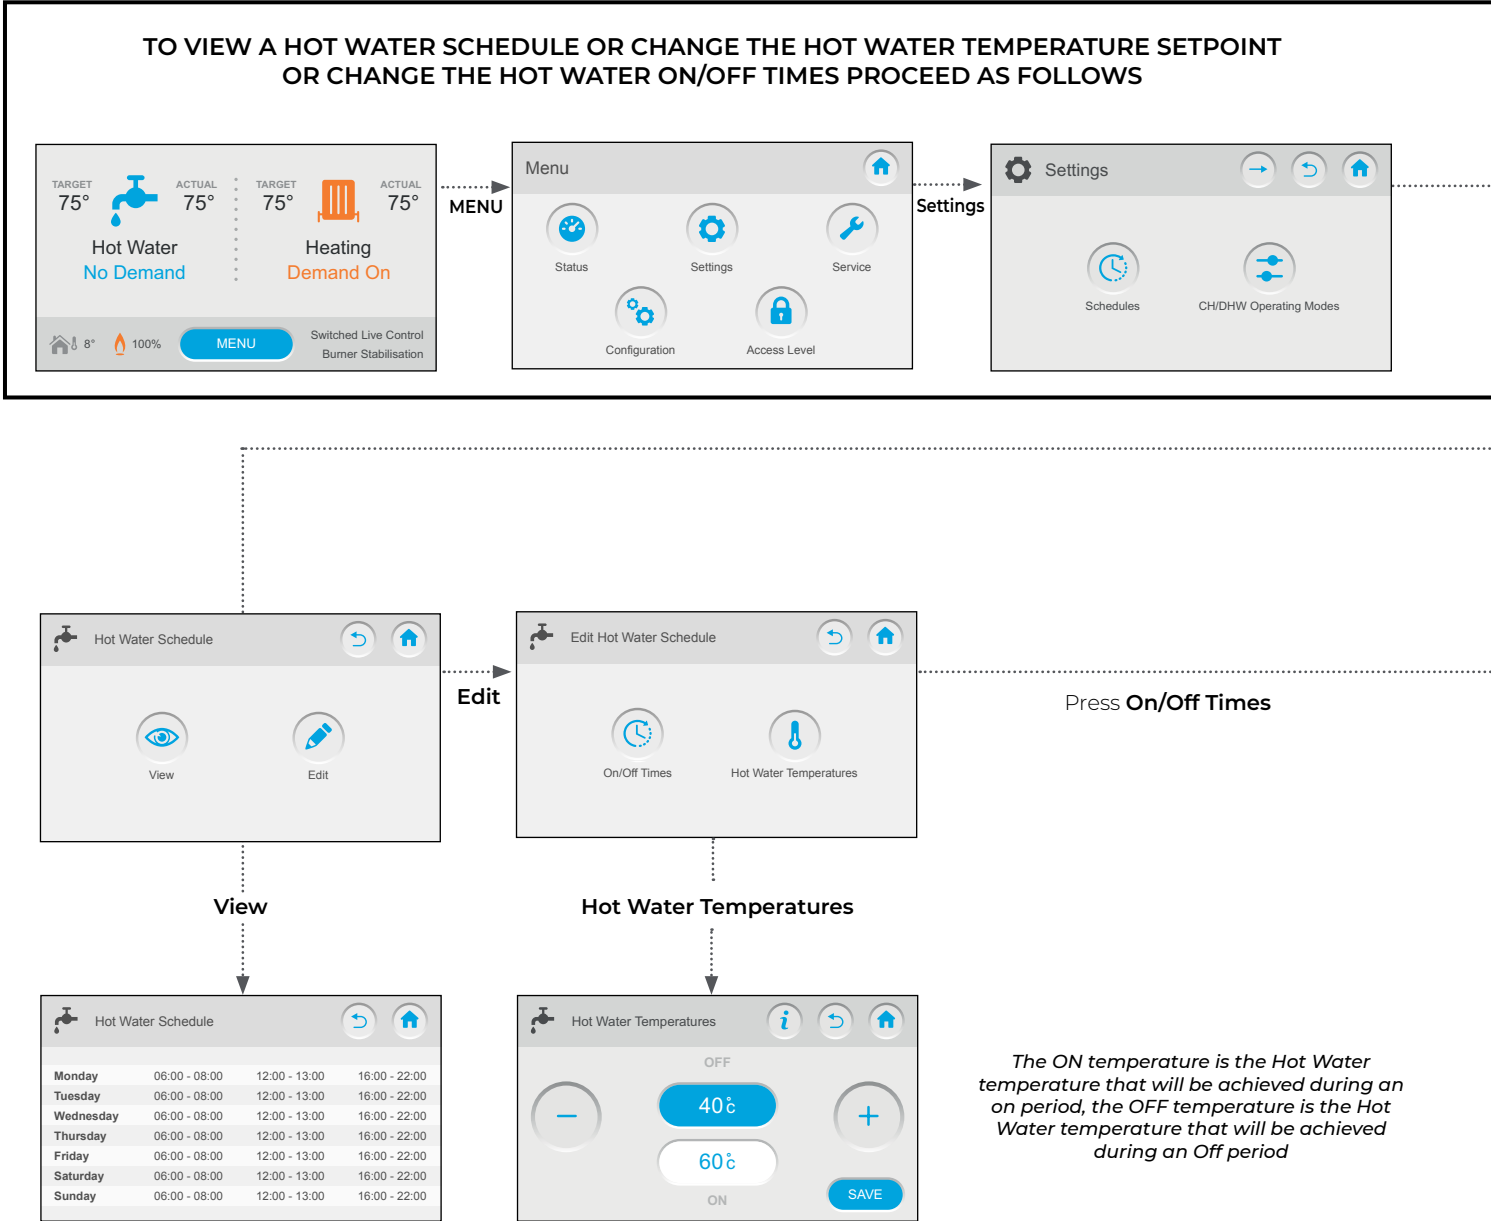 TO VIEW A HOT WATER SCHEDULE OR CHANGE THE HOT WATER TEMPERATURE SETPOINT
OR CHANGE THE HOT WATER ON/OFF TIMES PROCEED AS FOLLOWS
TARGET
75°
ACTUAL
75°
TARGET
75°
ACTUAL
75°
Hot Water
No Demand
Heating
Demand On
8°
100%
MENU
Switched Live Control
Burner Stabilisation
MENU
Menu
Status
Settings
Service
Configuration
Access Level
Settings
Settings
Schedules
CH/DHW Operating Modes
Hot Water Schedule
View
Edit
Edit
Edit Hot Water Schedule
On/Off Times
Hot Water Temperatures
Press On/Off Times
View
Hot Water Temperatures
Hot Water Schedule
Monday 06:00 - 08:00 12:00 - 13:00 16:00 - 22:00
Tuesday 06:00 - 08:00 12:00 - 13:00 16:00 - 22:00
Wednesday 06:00 - 08:00 12:00 - 13:00 16:00 - 22:00
Thursday 06:00 - 08:00 12:00 - 13:00 16:00 - 22:00
Friday 06:00 - 08:00 12:00 - 13:00 16:00 - 22:00
Saturday 06:00 - 08:00 12:00 - 13:00 16:00 - 22:00
Sunday 06:00 - 08:00 12:00 - 13:00 16:00 - 22:00
Hot Water Temperatures
i
OFF
40°c
60°c
ON
SAVE
The ON temperature is the Hot Water
temperature that will be achieved during an
on period, the OFF temperature is the Hot
Water temperature that will be achieved
during an Off period